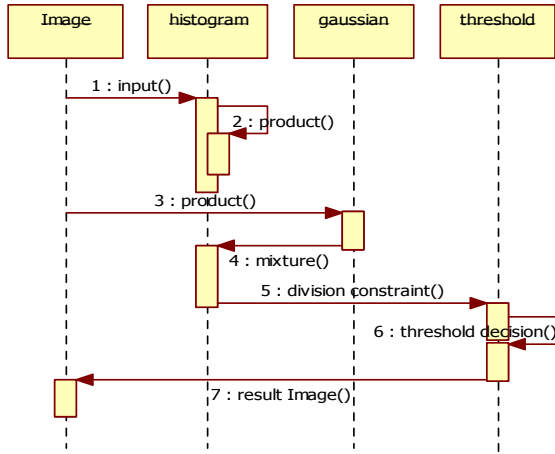 Image
histogram
gaussian
threshold
1 : input()
2 : product()
3 : product()
4 : mixture()
5 : division constraint()
6 : threshold decision()
7 : result Image()